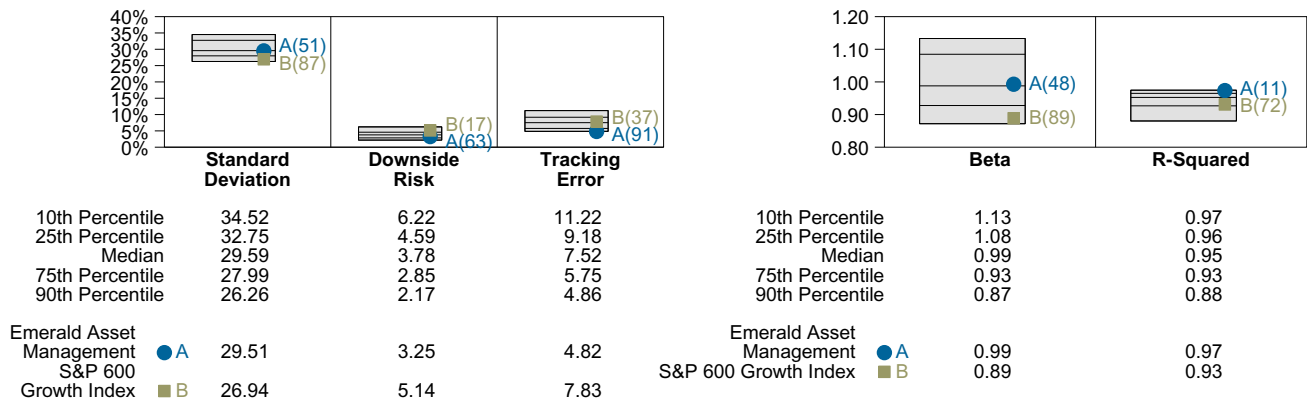 40%
35%
30%
25%
20%
15%
10%
5%
0%
A(51)
B(87)
B(17)
A(63)
B(37)
A(91)
Standard Deviation
Downside Risk
Tracking Error
10th Percentile 34.52 6.22 11.22
25th Percentile 32.75 4.59 9.18
Median 29.59 3.78 7.52
75th Percentile 27.99 2.85 5.75
90th Percentile 26.26 2.17 4.86
Emerald Asset
Management A 29.51 3.25 4.82
S&P 600
Growth Index B 26.94 5.14 7.83
1.20
1.10
1.00
0.90
0.80
A(48)
B(89)
A(11)
B(72)
Beta
R-Squared
10th Percentile 1.13 0.97
25th Percentile 1.08 0.96
Median 0.99 0.95
75th Percentile 0.93 0.93
90th Percentile 0.87 0.88
Emerald Asset
Management A 0.99 0.97
S&P 600 Growth Index B 0.89 0.93